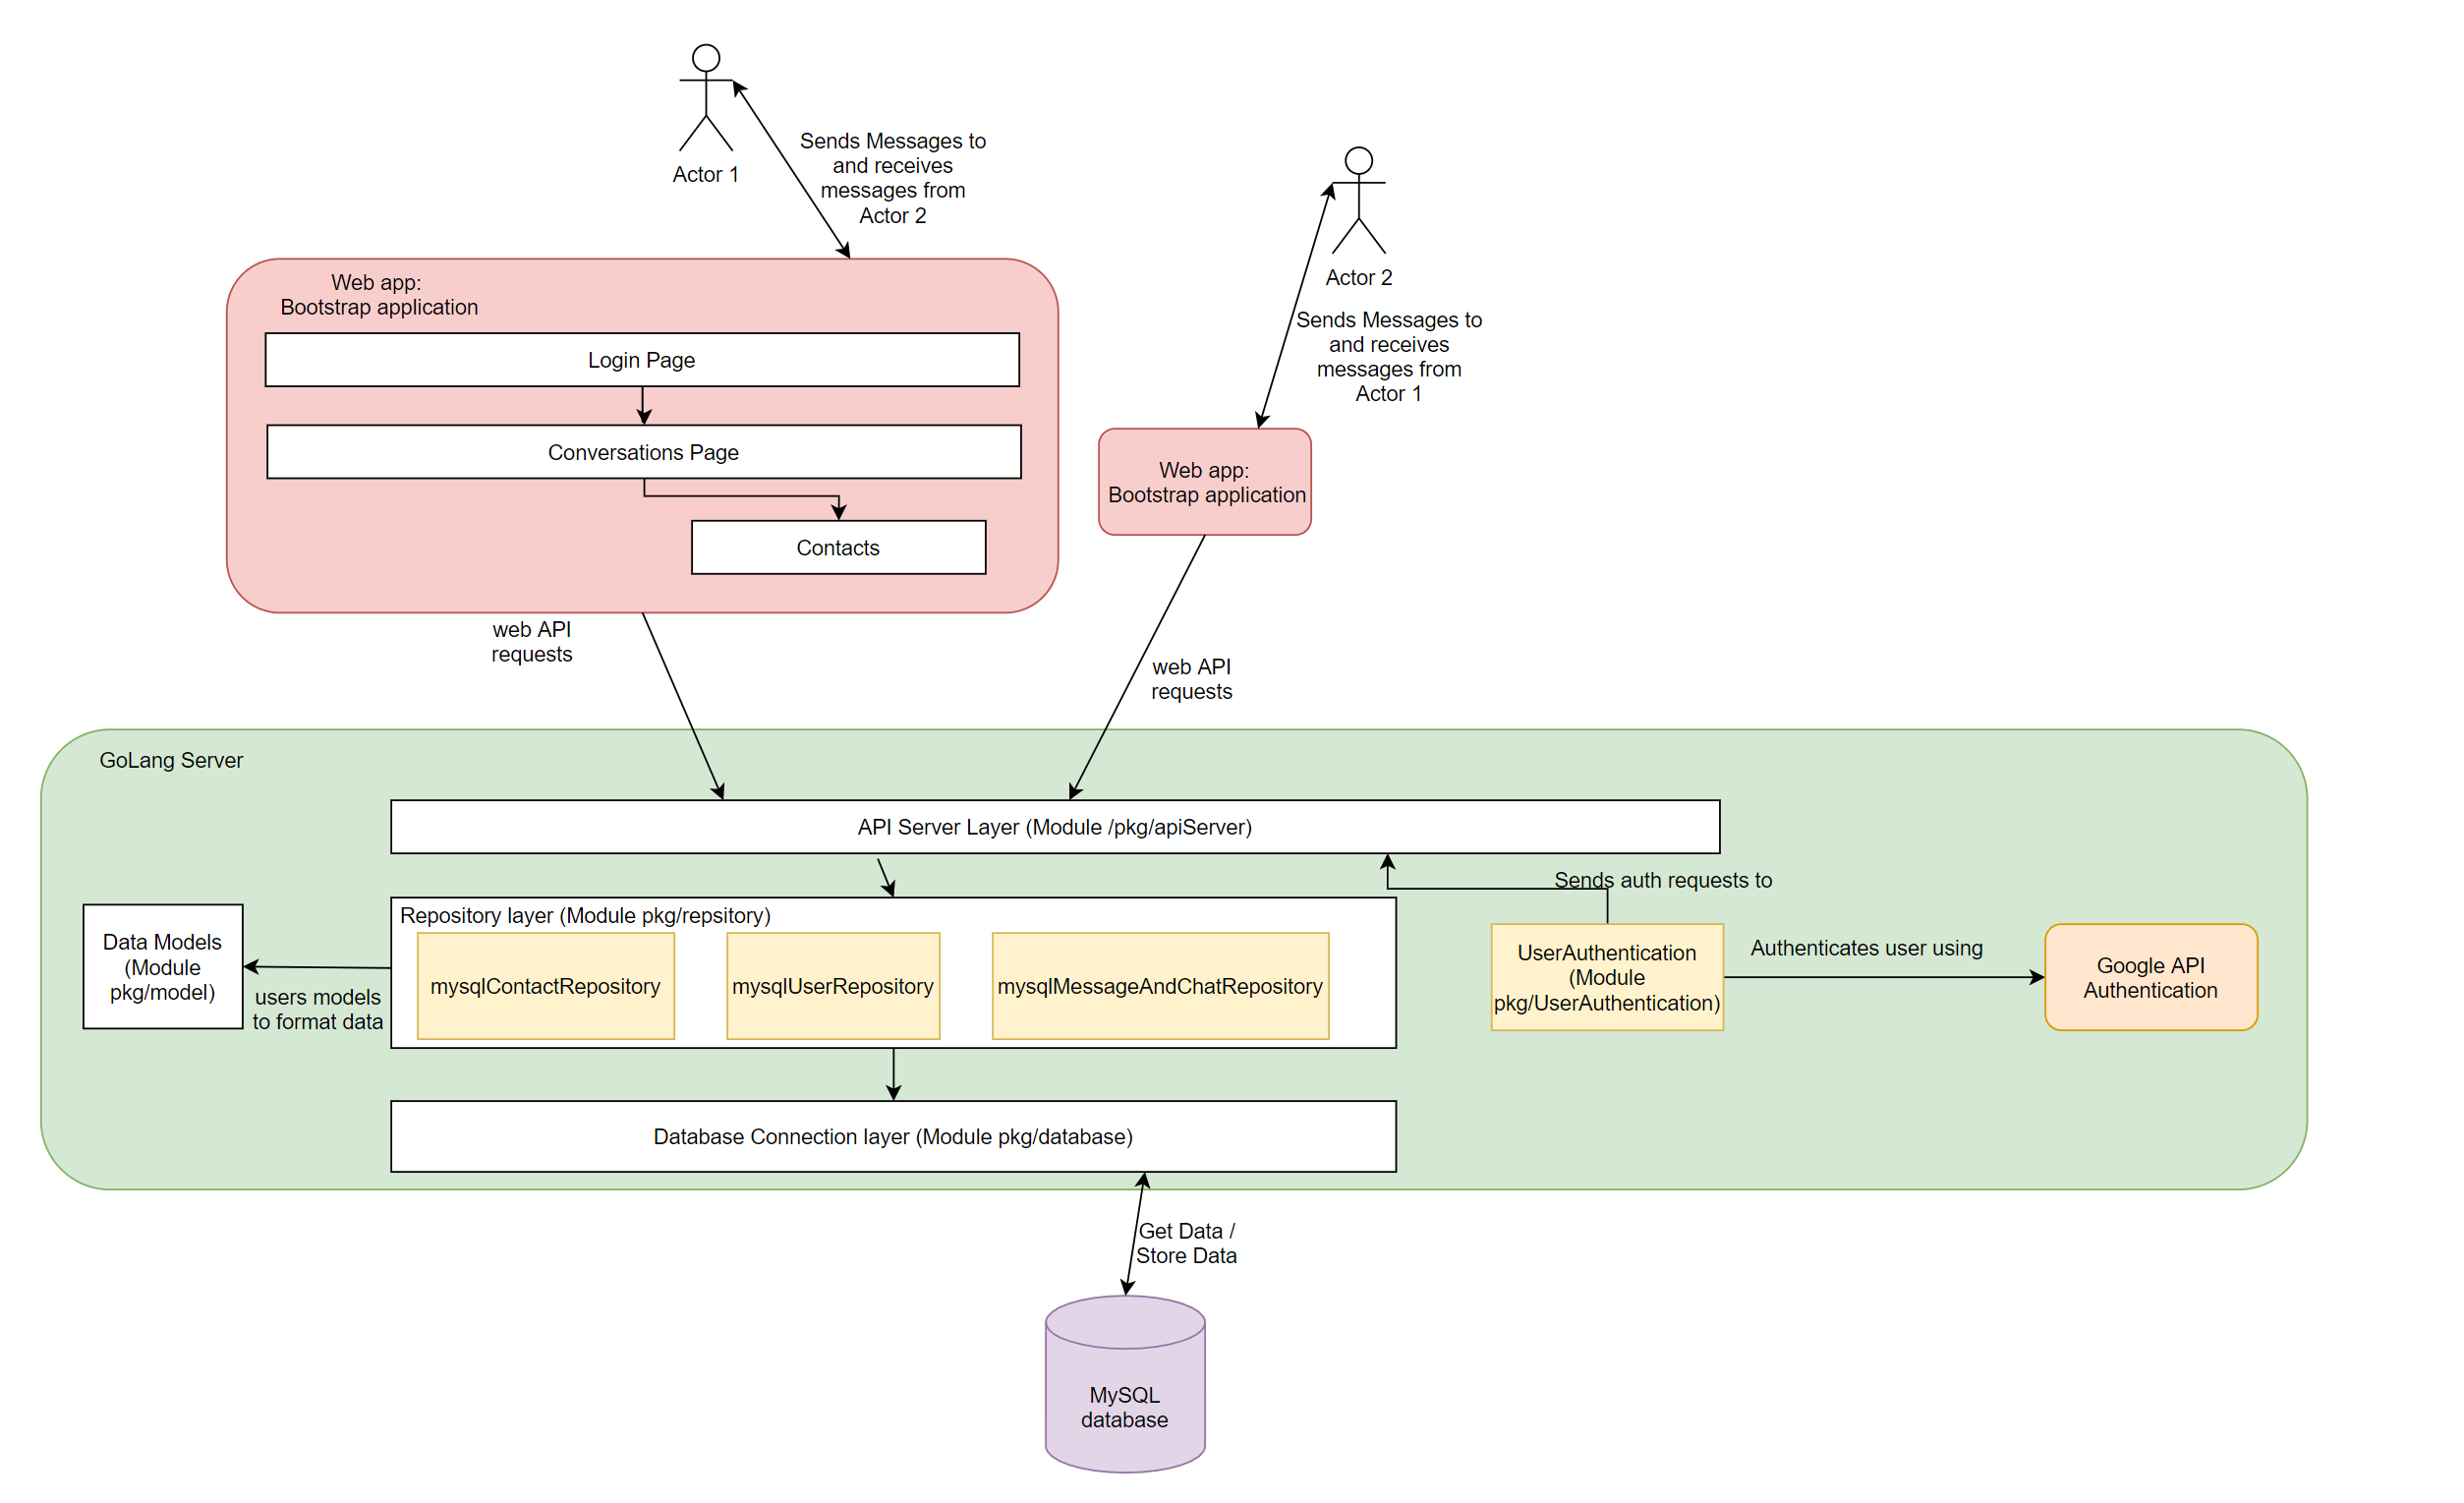 Actor 1
Sends Messages to
and receives
messages from
Actor 2
Actor 2
Sends Messages to
and receives
messages from
Actor 1
Web app:
Bootstrap application
Login Page
Conversations Page
Contacts
Web app:
Bootstrap application
web API
requests
web API
requests
GoLang Server
API Server Layer (Module /pkg/apiServer)
Sends auth requests to
Repository layer (Module pkg/repsitory)
mysqlContactRepository
mysqlUserRepository
mysqlMessageAndChatRepository
Data Models
(Module
pkg/model)
users models
to format data
UserAuthentication
(Module
pkg/UserAuthentication)
Authenticates user using
Google API
Authentication
Database Connection layer (Module pkg/database)
Get Data /
Store Data
MySQL
database